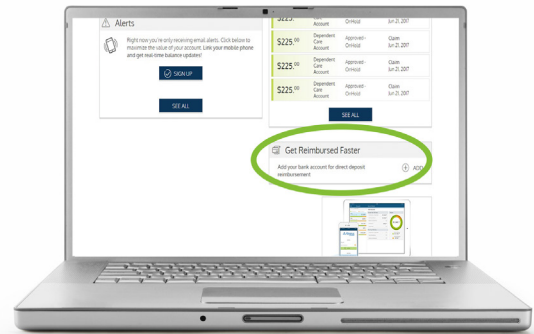 Alerts
Right now you're only receiving email alerts. Click below to
maximize the value of your account. Link your mobile phone
and get real-time balance updates!
SIGN UP
SEE ALL
$225.00
$225.00 Dependent Care Account Approved - On Hold Claim Jun 21, 2017
$225.00 Dependent Care Account Approved - On Hold Claim Jun 21, 2017
$225.00 Dependent Care Account Approved - On Hold Claim Jun 21, 2017
SEE ALL
Get Reimbursed Faster
Add your bank account for direct deposit
reimbursement
ADD